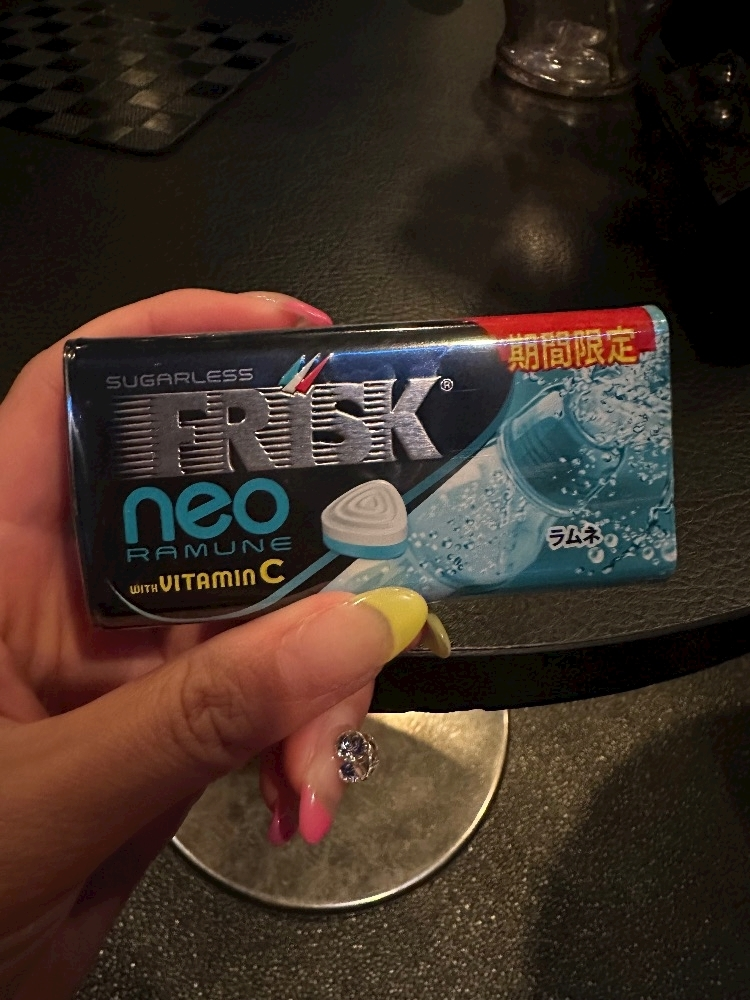 期間限定
SUGARLESS
FRISK®
neo
RAMUNE
WITH VITAMIN C
ラムネ